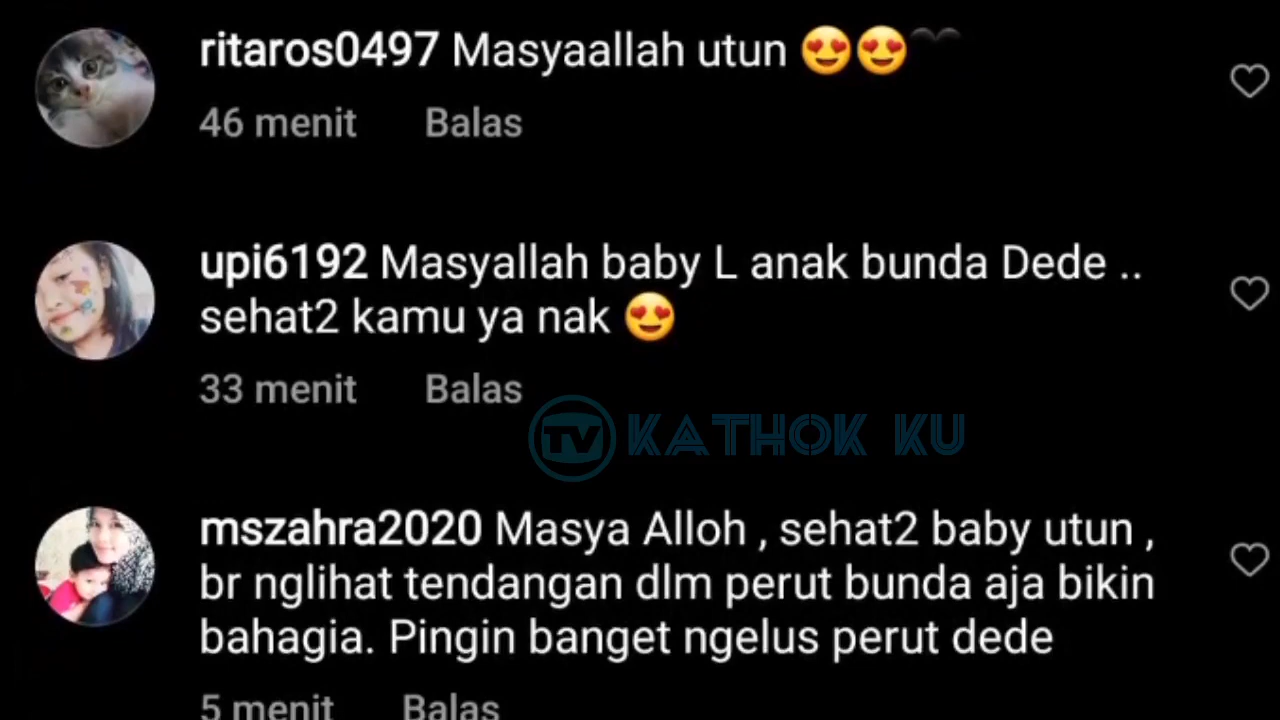 ritaros0497 Masyaallah utun 😍😍🖤
46 menit Balas
upi6192 Masyallah baby L anak bunda Dede ..
sehat2 kamu ya nak 😍
33 menit Balas
TV KATHOK KU
mszahra2020 Masya Alloh , sehat2 baby utun ,
br nglihat tendangan dlm perut bunda aja bikin
bahagia. Pingin banget ngelus perut dede
5 menit Balas